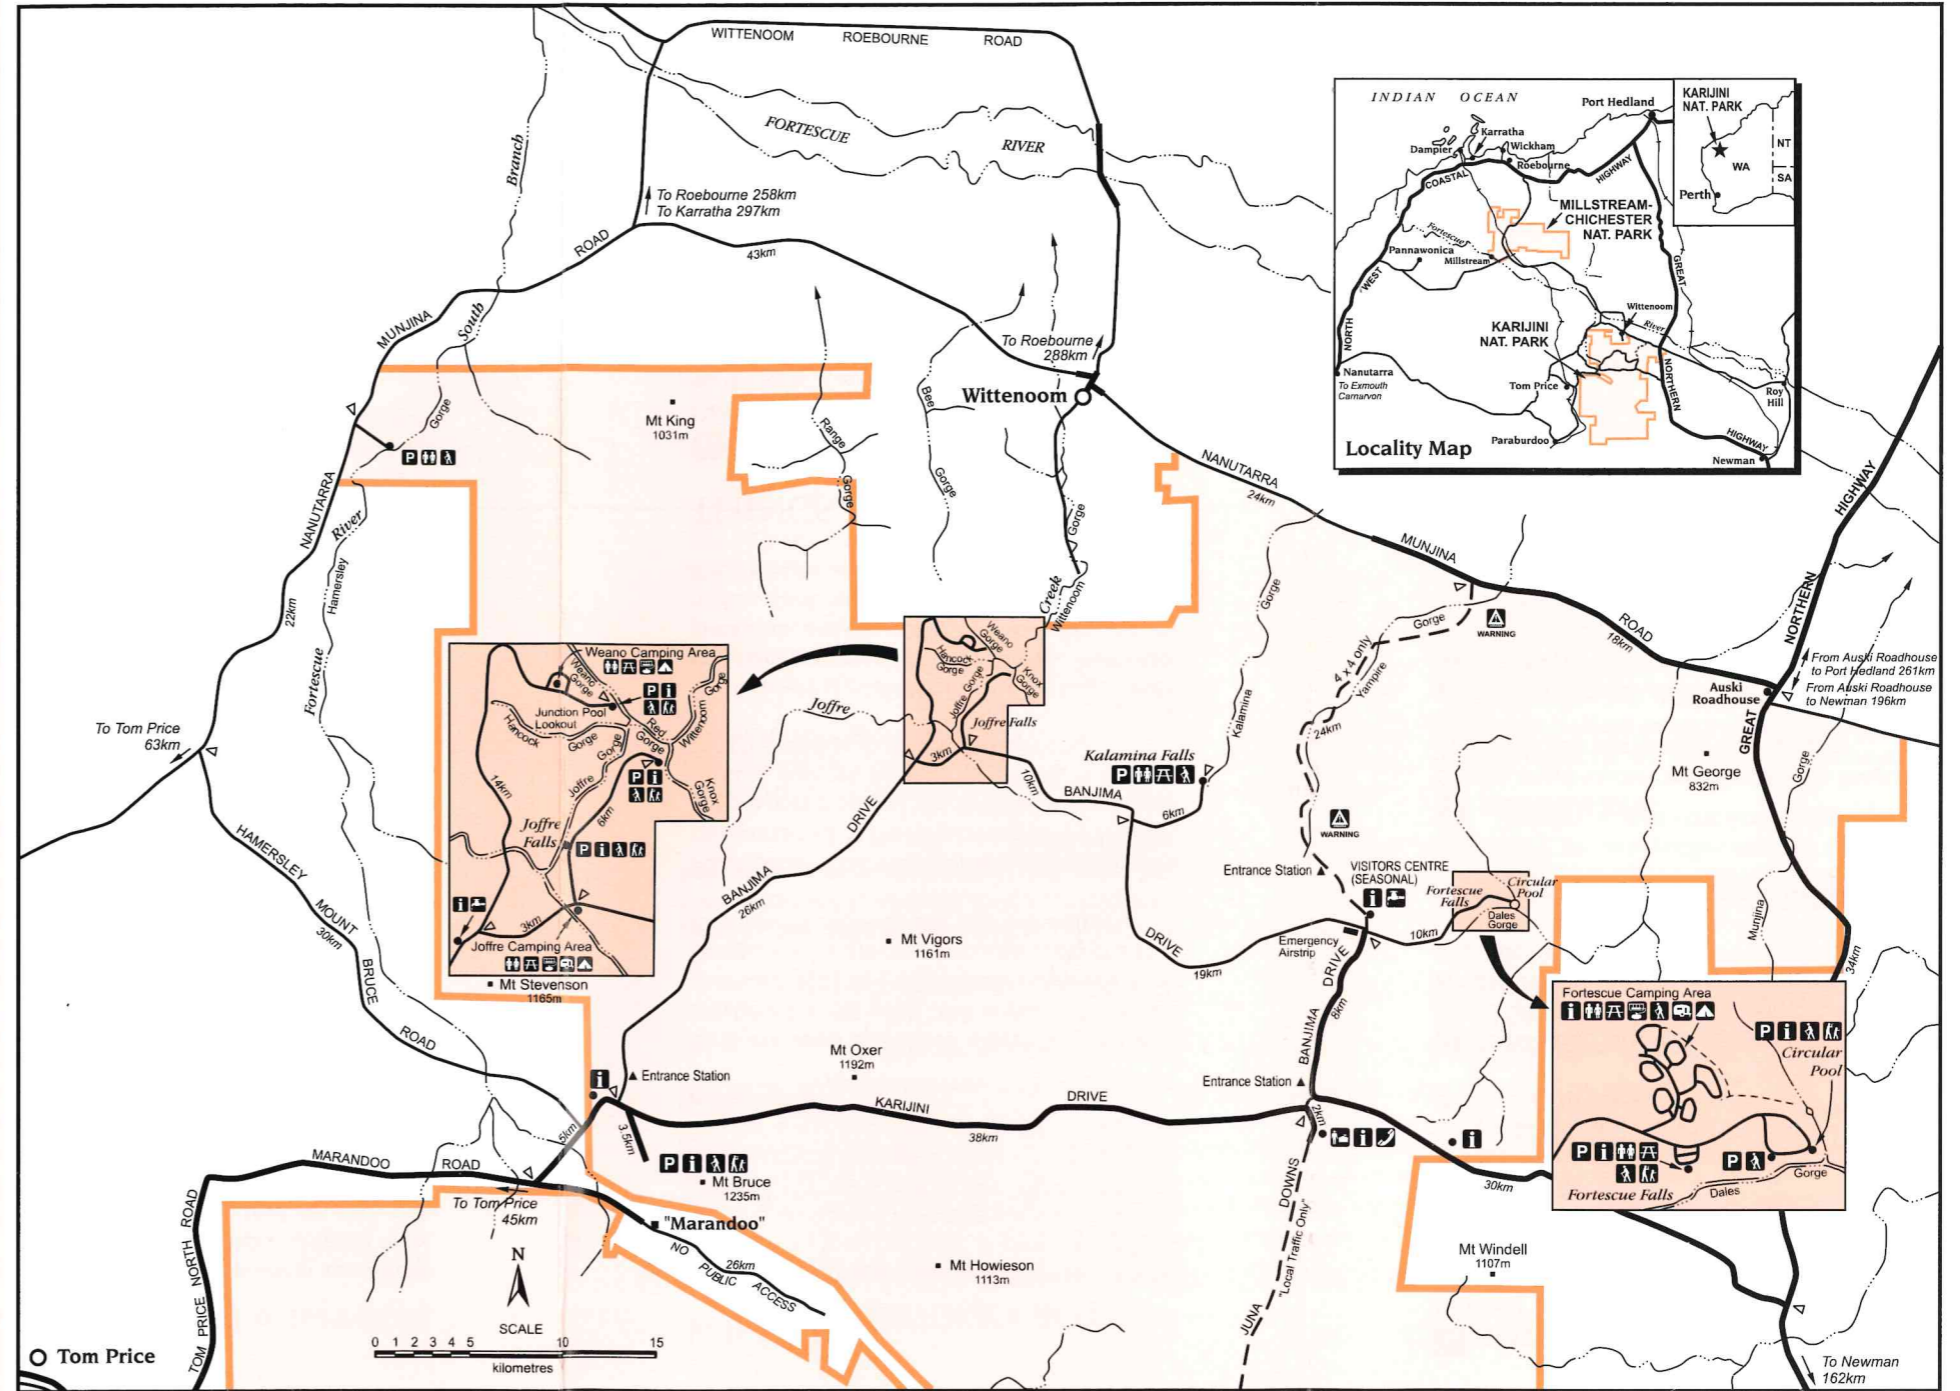 WITTENOOM ROEBOURNE ROAD
FORTESCUE RIVER
Branch
South
To Roebourne 258km
To Karratha 297km
MUNJINA ROAD
43km
To Roebourne
288km
Wittenoom
Mt King
1031m
Gorge
P
Range
Gorge
Bee
Gorge
Gorge
Creek
Wittenoom
NANUTARRA
24km
MUNJINA
ROAD
18km
Gorge
WARNING
4 x 4 only
Yampire
24km
Kalamina
Gorge
NANUTARRA
22km
River
Hamersley
Fortescue
To Tom Price
63km
HAMERSLEY
MOUNT
30km
BRUCE
ROAD
INDIAN OCEAN
Port Hedland
Karratha
Dampier
Wickham
Roebourne
COASTAL
HIGHWAY
MILLSTREAM-
CHICHESTER
NAT. PARK
Fortescue
Pannawonica
Millstream
WEST
GREAT
NORTH
Wittenoom
River
KARIJINI
NAT. PARK
Nanutarra
To Exmouth
Carnarvon
Tom Price
NORTHERN
Roy
Hill
Paraburdoo
HIGHWAY
Newman
Locality Map
KARIJINI
NAT. PARK
NT
WA
SA
Perth
HIGHWAY
NORTHERN
GREAT
From Auski Roadhouse
to Port Hedland 261km
From Auski Roadhouse
to Newman 196km
Auski
Roadhouse
Mt George
832m
Gorge
Munjina
34km
Weano Camping Area
Weano
Gorge
P i
Junction Pool
Lookout
Hancock
Gorge
Gorge
Red
Gorge
Wittenoom
Gorge
Joffre
P i
Knox
Gorge
14km
6km
Joffre
Falls
P i
i
3km
Joffre Camping Area
Mt Stevenson
1165m
Weano
Gorge
Hancock
Gorge
Knox
Gorge
Joffre
Gorge
Joffre
Joffre Falls
3km
10km
BANJIMA
Kalamina Falls
P
6km
BANJIMA
26km
DRIVE
Mt Vigors
1161m
DRIVE
19km
Entrance Station
WARNING
VISITORS CENTRE
(SEASONAL)
i
Emergency
Airstrip
Fortescue
Falls
Circular
Pool
Dales
Gorge
10km
BANJIMA
DRIVE
8km
Mt Oxer
1192m
i
Entrance Station
Entrance Station
KARIJINI
DRIVE
38km
2km
i
i
30km
5km
3.5km
P i
Mt Bruce
1235m
MARANDOO ROAD
To Tom Price
45km
"Marandoo"
NO
PUBLIC ACCESS
26km
Mt Howieson
1113m
JUNA
DOWNS
"Local Traffic Only"
Mt Windell
1107m
Fortescue Camping Area
i
P i
Circular
Pool
P i
P
Fortescue Falls
Dales
Gorge
TOM PRICE NORTH ROAD
Tom Price
N
SCALE
0 1 2 3 4 5 10 15
kilometres
To Newman
162km